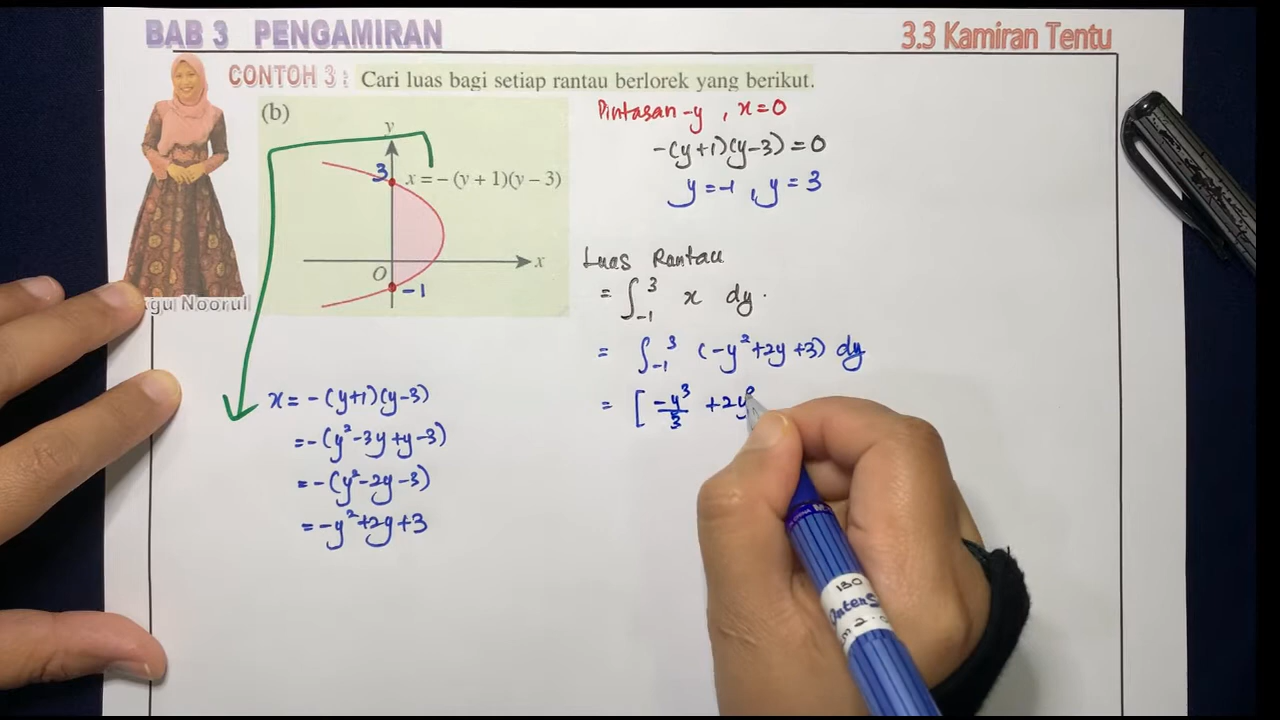 BAB 3 PENGAMIRAN
3.3 Kamiran Tentu
CONTOH 3 : Cari luas bagi setiap rantau berlorek yang berikut.
(b)
y
3
x = – (y + 1)(y – 3)
O
x
–1
gu Noorul
x = -(y+1)(y-3)
= -(y²-3y+y-3)
= -(y²-2y-3)
= -y²+2y+3
Pintasan-y , x=0
-(y+1)(y-3) = 0
y = -1 , y = 3
Luas Rantau
= ∫₋₁³ x dy.
= ∫₋₁³ (-y²+2y+3) dy
= [ -y³/3 + 2y²
130